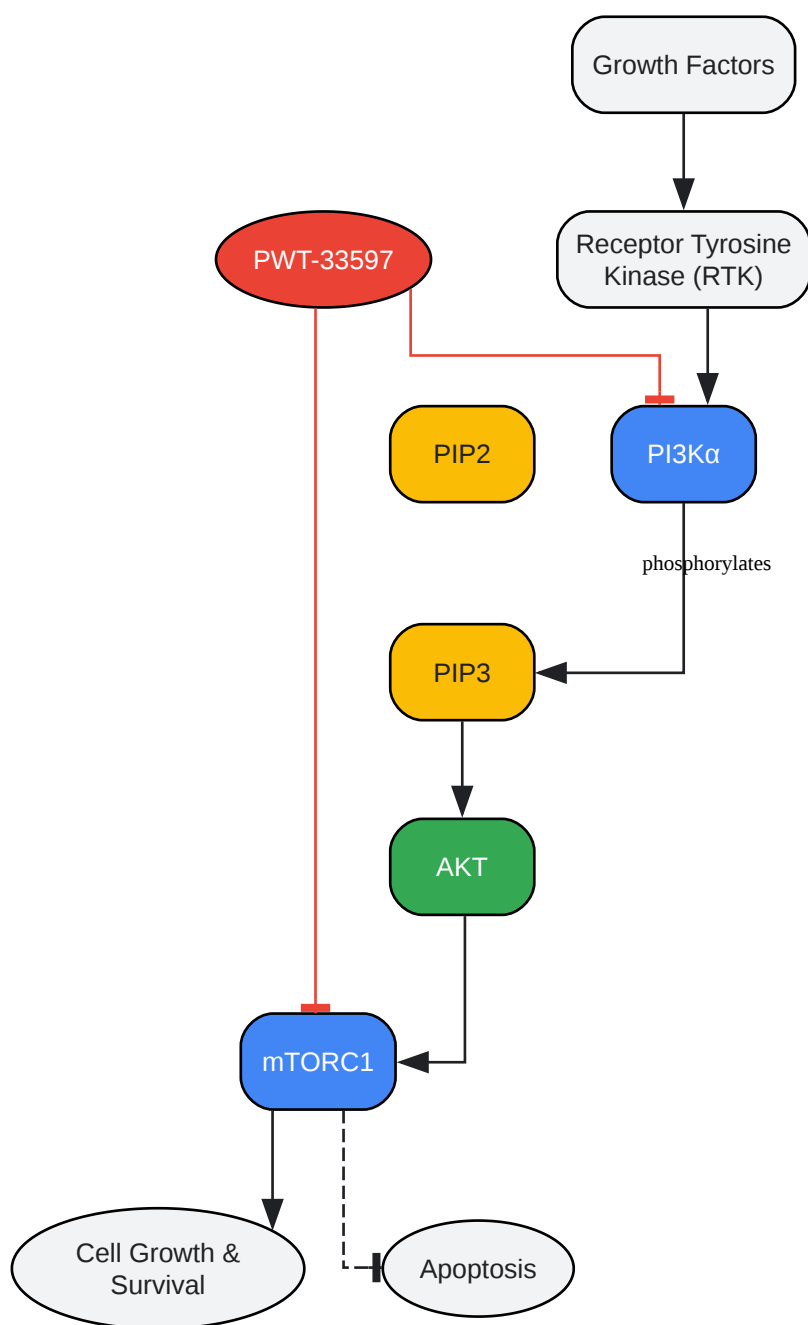 Growth Factors
Receptor Tyrosine
Kinase (RTK)
PWT-33597
PIP2
PI3Kα
phosphorylates
PIP3
AKT
mTORC1
Cell Growth &
Survival
Apoptosis